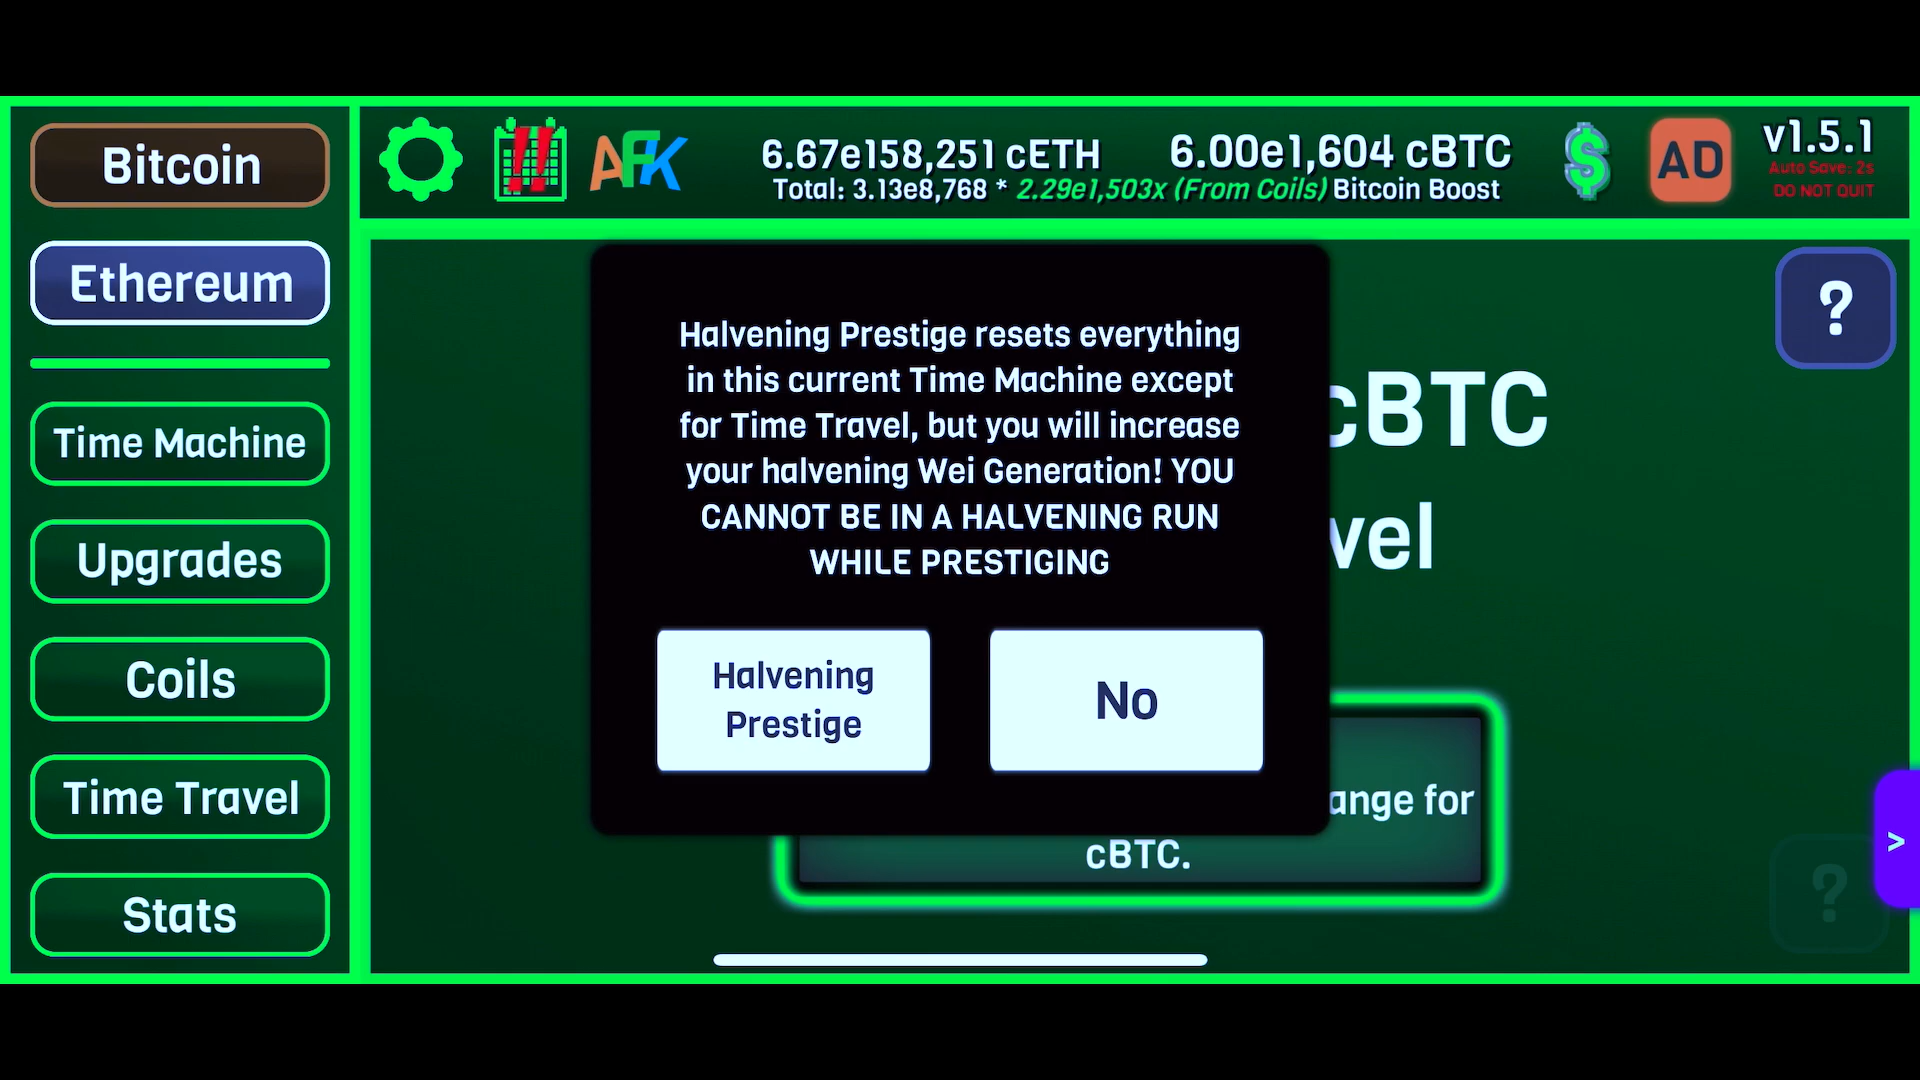 Bitcoin
Ethereum
Time Machine
Upgrades
Coils
Time Travel
Stats
AFK
6.67e158,251 cETH
6.00e1,604 cBTC
Total: 3.13e8,768 * 2.29e1,503x (From Coils) Bitcoin Boost
$
AD
v1.5.1
Auto Save: 2s
DO NOT QUIT
?
cBTC
vel
Halvening Prestige resets everything
in this current Time Machine except
for Time Travel, but you will increase
your halvening Wei Generation! YOU
CANNOT BE IN A HALVENING RUN
WHILE PRESTIGING
Halvening
Prestige
No
ange for
cBTC.
>
?